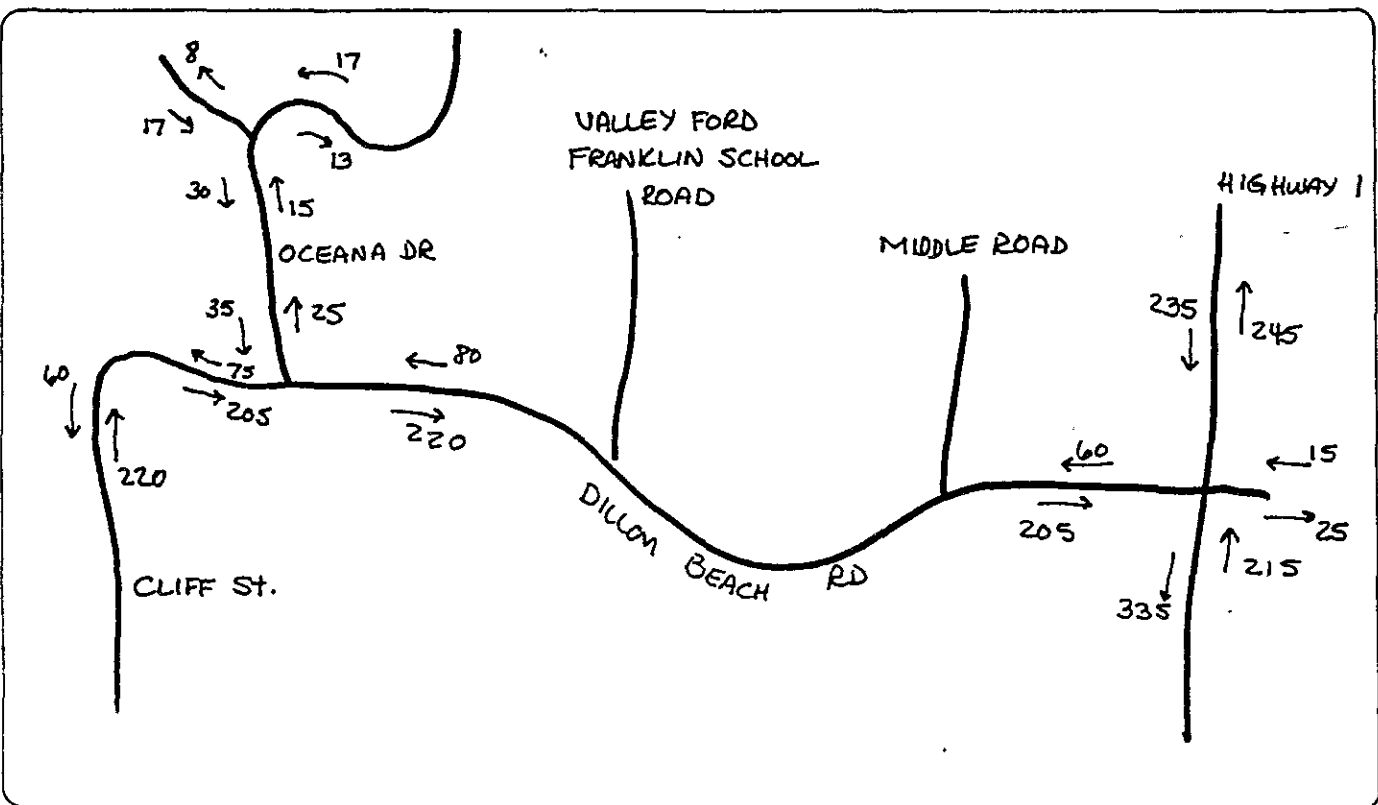 8
17
17
13
VALLEY FORD
FRANKLIN SCHOOL
ROAD
30
15
HIGHWAY 1
OCEANA DR
MIDDLE ROAD
35
25
235
245
60
75
80
205
220
220
60
15
DILLON BEACH RD
205
25
215
CLIFF St.
335